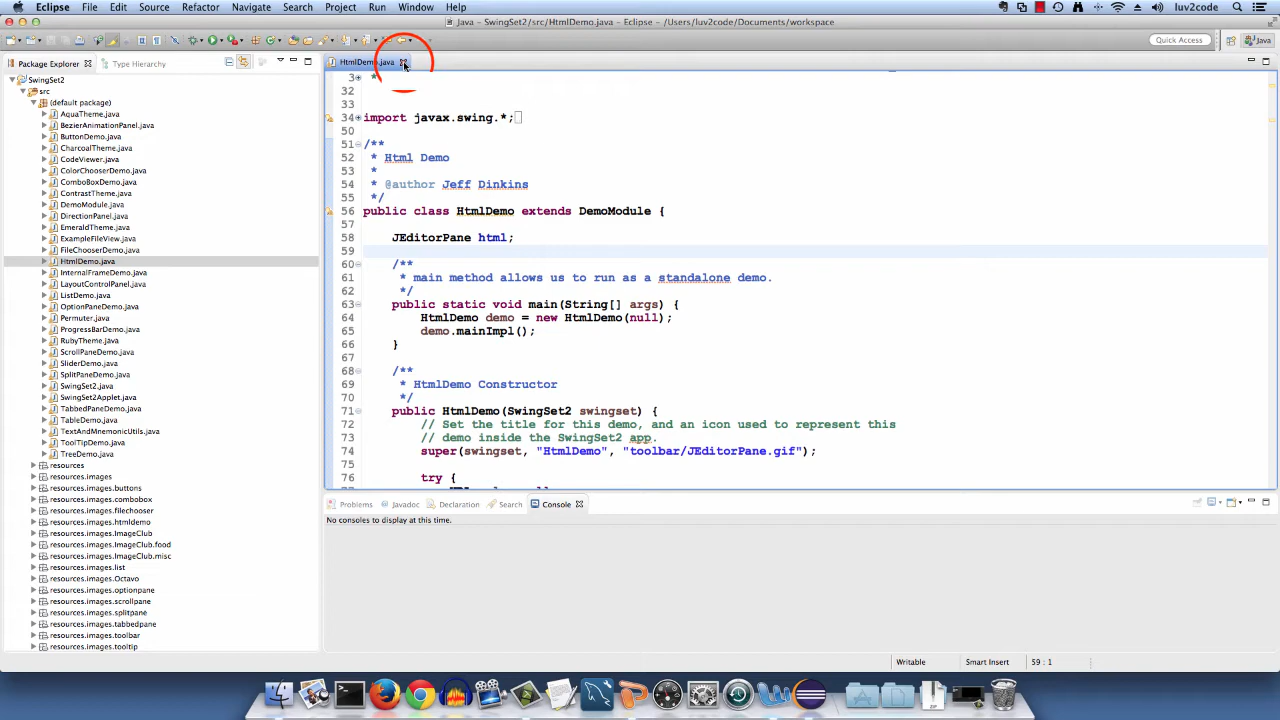 Eclipse File Edit Source Refactor Navigate Search Project Run Window Help luv2code
Java – SwingSet2/src/HtmlDemo.java – Eclipse – /Users/luv2code/Documents/workspace
Quick Access Java
Package Explorer Type Hierarchy
SwingSet2
src
(default package)
AquaTheme.java
BezierAnimationPanel.java
ButtonDemo.java
CharcoalTheme.java
CodeViewer.java
ColorChooserDemo.java
ComboBoxDemo.java
ContrastTheme.java
DemoModule.java
DirectionPanel.java
EmeraldTheme.java
ExampleFileView.java
FileChooserDemo.java
HtmlDemo.java
InternalFrameDemo.java
LayoutControlPanel.java
ListDemo.java
OptionPaneDemo.java
Permuter.java
ProgressBarDemo.java
RubyTheme.java
ScrollPaneDemo.java
SliderDemo.java
SplitPaneDemo.java
SwingSet2.java
SwingSet2Applet.java
TabbedPaneDemo.java
TableDemo.java
TextAndMnemonicUtils.java
ToolTipDemo.java
TreeDemo.java
resources
resources.images
resources.images.buttons
resources.images.combobox
resources.images.filechooser
resources.images.htmldemo
resources.images.ImageClub
resources.images.ImageClub.food
resources.images.ImageClub.misc
resources.images.list
resources.images.Octavo
resources.images.optionpane
resources.images.scrollpane
resources.images.splitpane
resources.images.tabbedpane
resources.images.toolbar
resources.images.tooltip
HtmlDemo.java
3 *
32
33
34 import javax.swing.*;
50
51 /**
52 * Html Demo
53 *
54 * @author Jeff Dinkins
55 */
56 public class HtmlDemo extends DemoModule {
57
58 JEditorPane html;
59
60 /**
61 * main method allows us to run as a standalone demo.
62 */
63 public static void main(String[] args) {
64 HtmlDemo demo = new HtmlDemo(null);
65 demo.mainImpl();
66 }
67
68 /**
69 * HtmlDemo Constructor
70 */
71 public HtmlDemo(SwingSet2 swingset) {
72 // Set the title for this demo, and an icon used to represent this
73 // demo inside the SwingSet2 app.
74 super(swingset, "HtmlDemo", "toolbar/JEditorPane.gif");
75
76 try {
Problems Javadoc Declaration Search Console
No consoles to display at this time.
Writable Smart Insert 59 : 1
ZIP